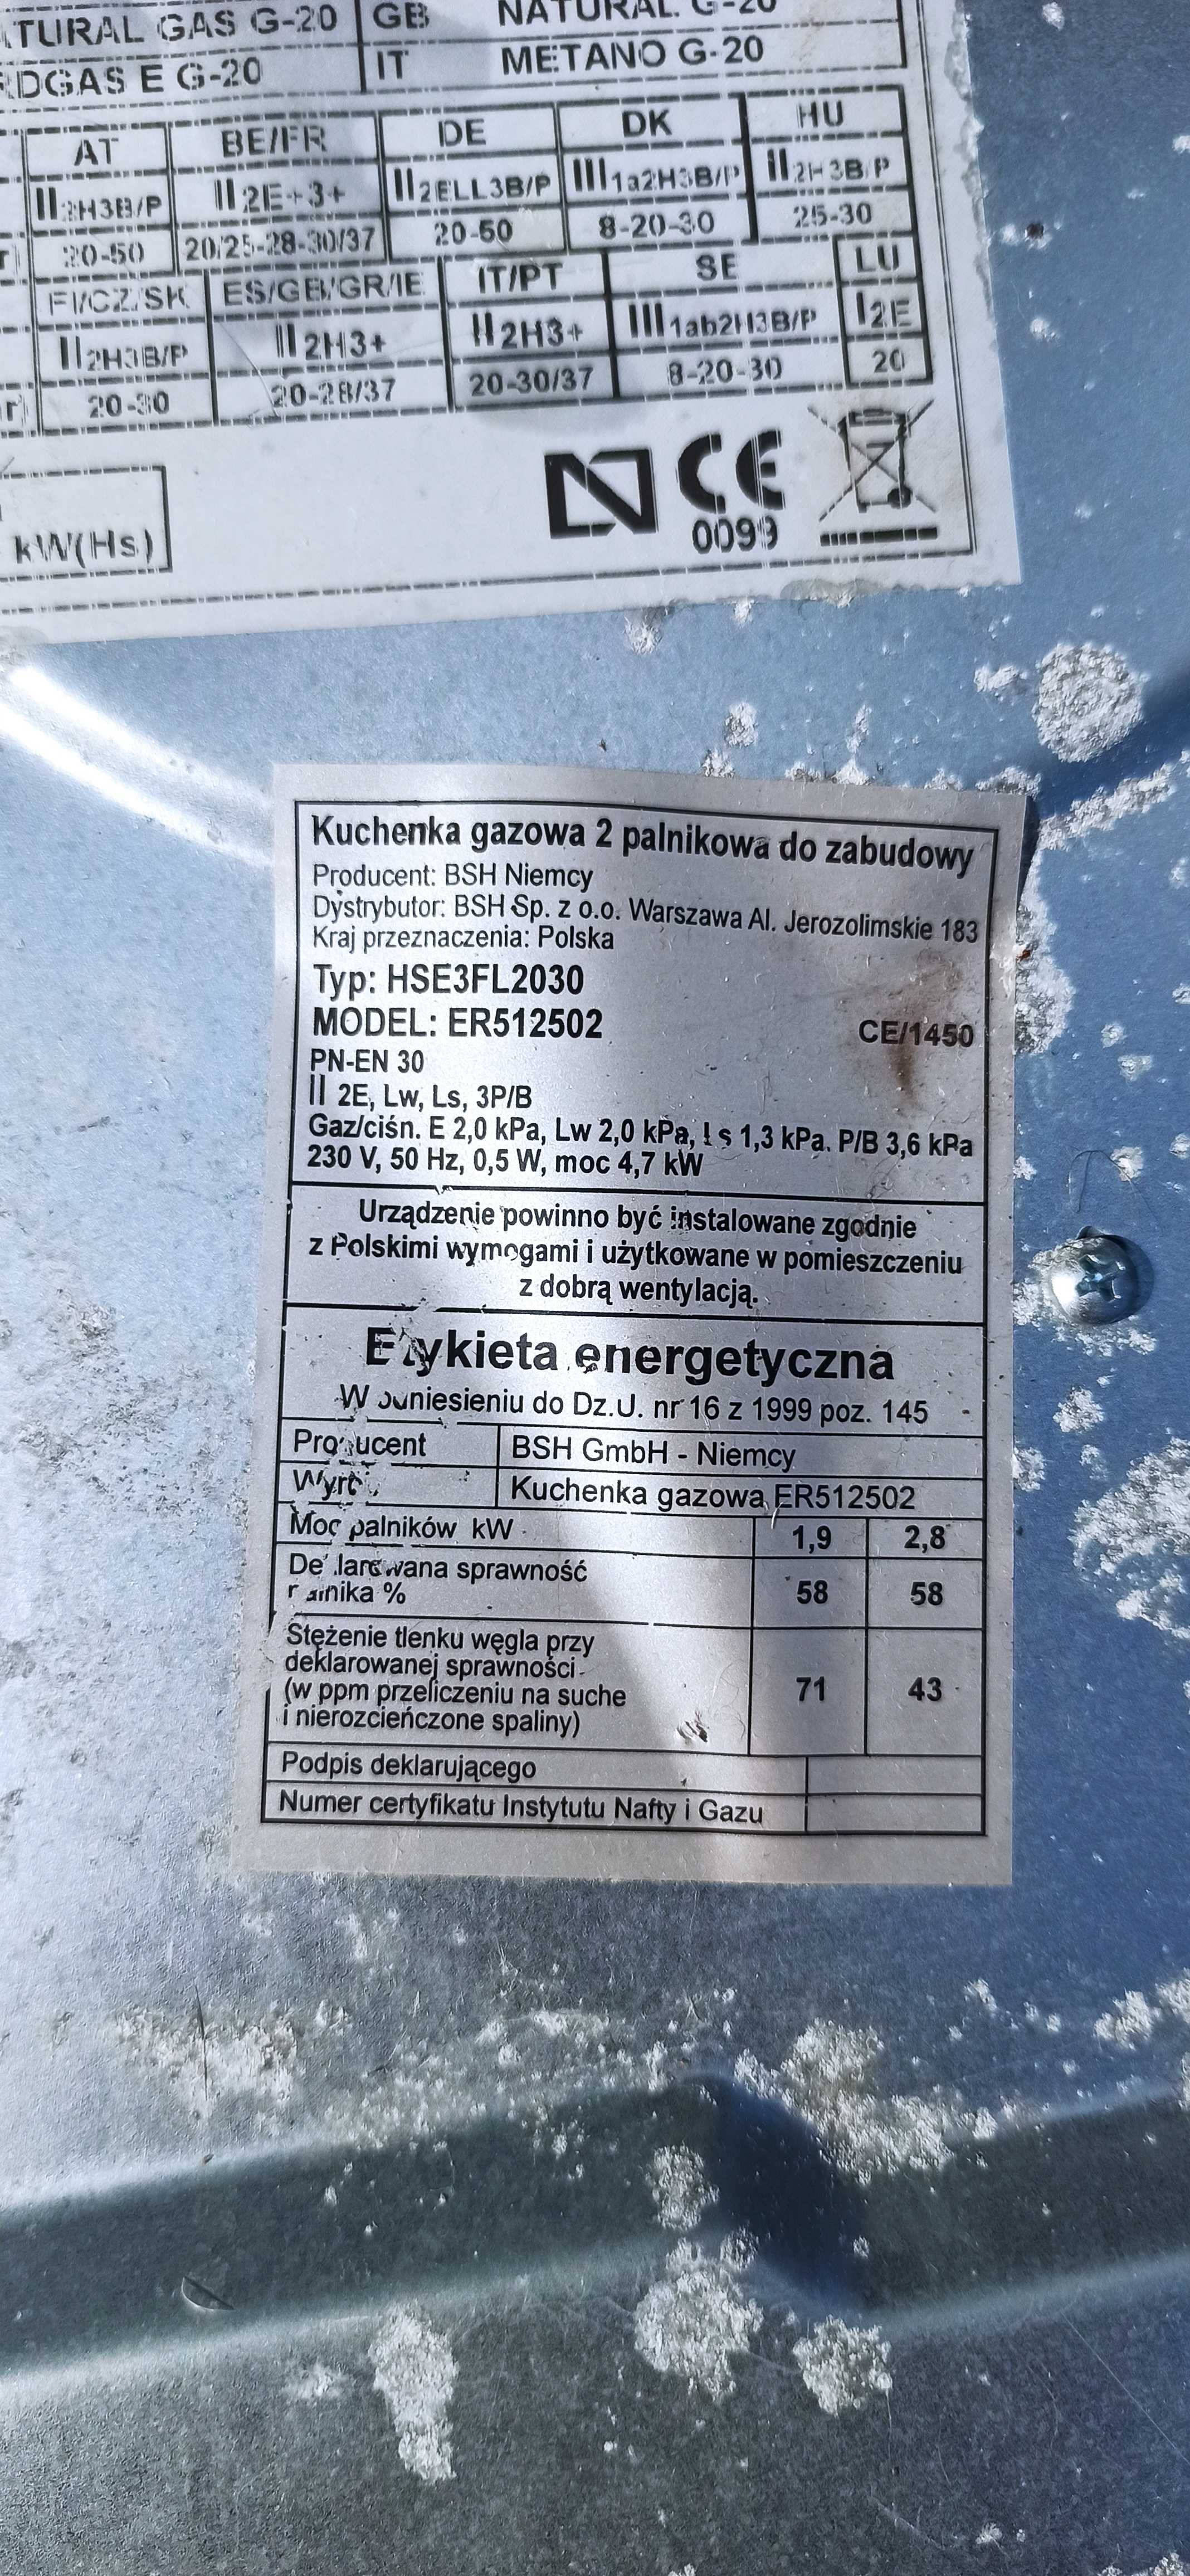 TURAL GAS G-20 GB NATURAL. G-20
RDGAS E G-20 IT METANO G-20
AT BE/FR DE DK HU
II2H3B/P II2E+3+ II2ELL3B/P III1a2H3B/P II2H3B/P
20-50 20/25-28-30/37 20-50 8-20-30 25-30
FI/CZ/SK ES/GB/GR/IE IT/PT SE LU
II2H3B/P II2H3+ II2H3+ III1ab2H3B/P I2E
20-30 20-28/37 20-30/37 8-20-30 20
kW(Hs)
CE
0099
Kuchenka gazowa 2 palnikowa do zabudowy
Producent: BSH Niemcy
Dystrybutor: BSH Sp. z o.o. Warszawa Al. Jerozolimskie 183
Kraj przeznaczenia: Polska
Typ: HSE3FL2030
MODEL: ER512502 CE/1450
PN-EN 30
II 2E, Lw, Ls, 3P/B
Gaz/ciśn. E 2,0 kPa, Lw 2,0 kPa, Ls 1,3 kPa. P/B 3,6 kPa
230 V, 50 Hz, 0,5 W, moc 4,7 kW
Urządzenie powinno być instalowane zgodnie
z Polskimi wymogami i użytkowane w pomieszczeniu
z dobrą wentylacją.
Etykieta energetyczna
W odniesieniu do Dz.U. nr 16 z 1999 poz. 145
Producent BSH GmbH - Niemcy
Wyrób Kuchenka gazowa ER512502
Moc palników kW 1,9 2,8
Deklarowana sprawność
palnika % 58 58
Stężenie tlenku węgla przy
deklarowanej sprawności
(w ppm przeliczeniu na suche 71 43
i nierozcieńczone spaliny)
Podpis deklarującego
Numer certyfikatu Instytutu Nafty i Gazu